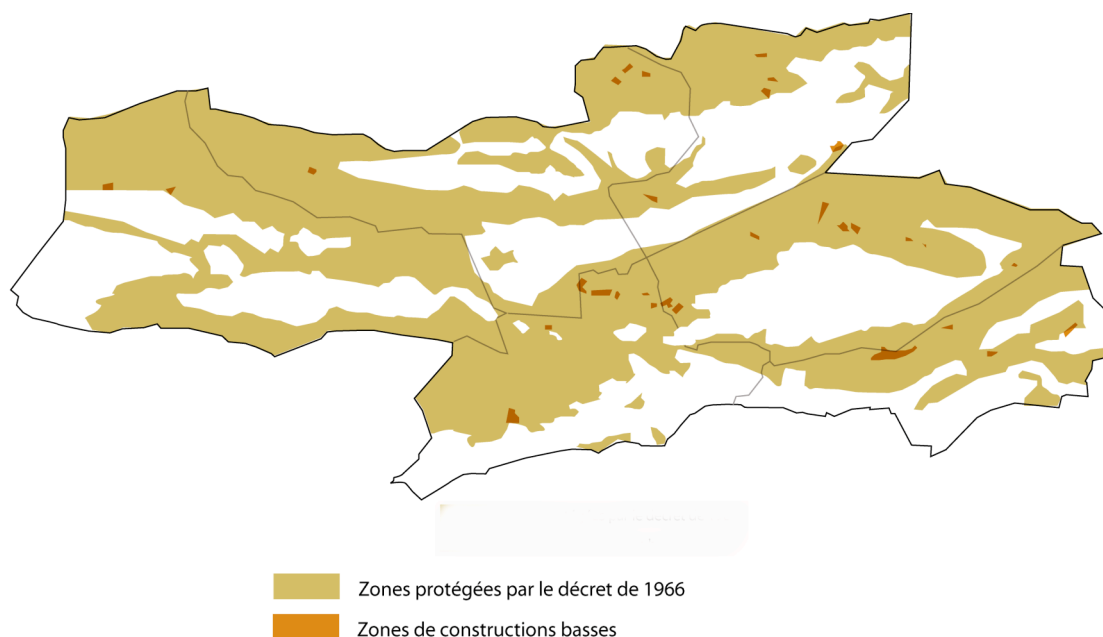 Zones protégées par le décret de 1966
Zones de constructions basses